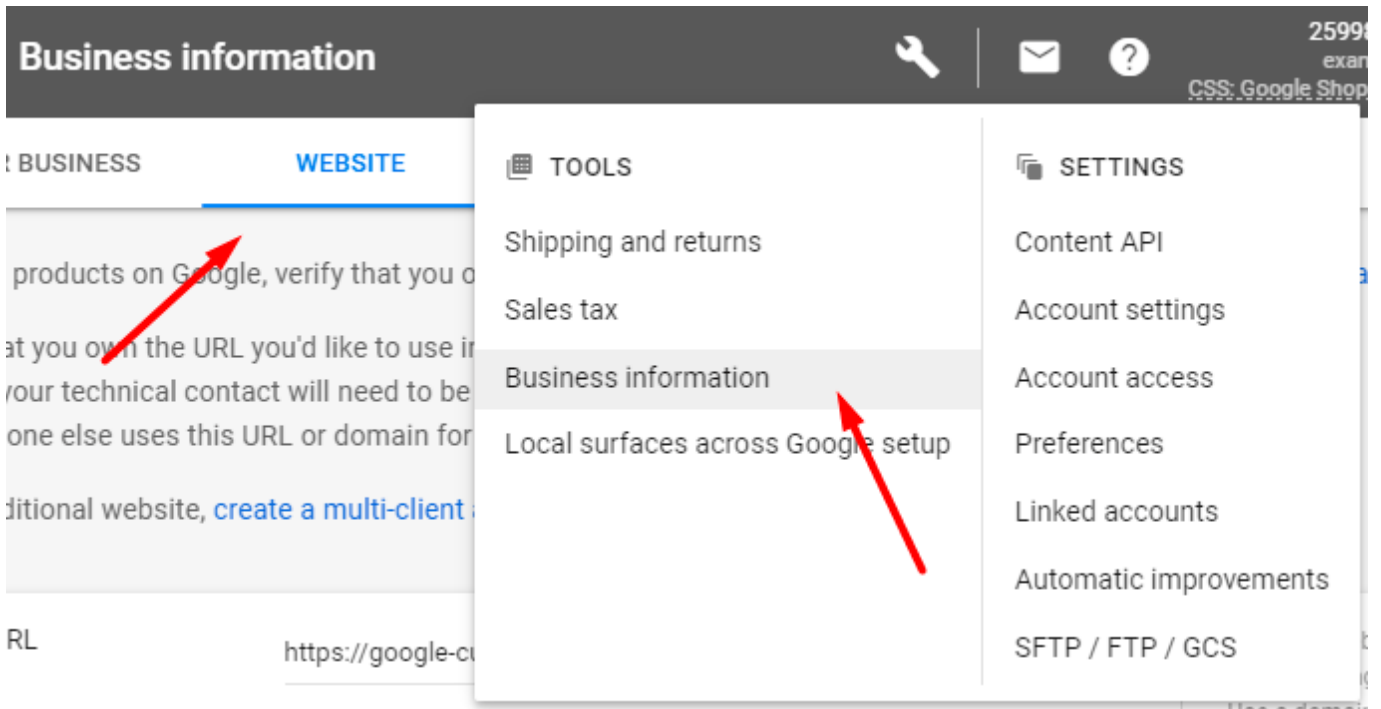 Business information
25998
exam
CSS: Google Shop
BUSINESS
WEBSITE
products on Google, verify that you o
at you own the URL you'd like to use i
your technical contact will need to be
one else uses this URL or domain for
ditional website, create a multi-client
RL
https://google-cu
TOOLS
Shipping and returns
Sales tax
Business information
Local surfaces across Google setup
SETTINGS
Content API
Account settings
Account access
Preferences
Linked accounts
Automatic improvements
SFTP / FTP / GCS